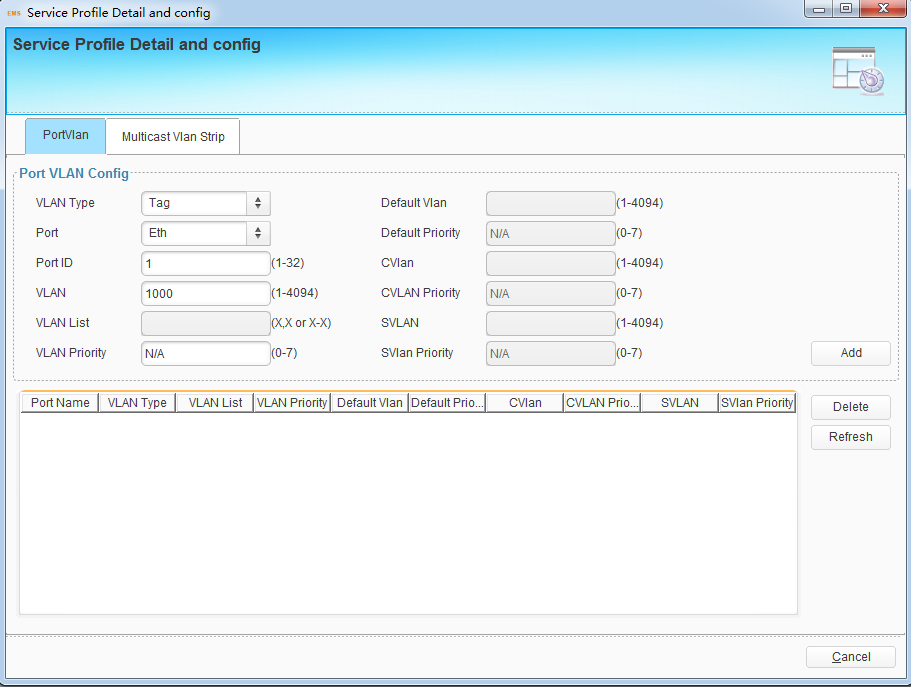 EMS Service Profile Detail and config
Service Profile Detail and config
PortVlan Multicast Vlan Strip
Port VLAN Config
VLAN Type Tag Default Vlan (1-4094)
Port Eth Default Priority N/A (0-7)
Port ID 1 (1-32) CVlan (1-4094)
VLAN 1000 (1-4094) CVLAN Priority N/A (0-7)
VLAN List (X,X or X-X) SVLAN (1-4094)
VLAN Priority N/A (0-7) SVlan Priority N/A (0-7) Add
Port Name VLAN Type VLAN List VLAN Priority Default Vlan Default Prio... CVlan CVLAN Prio... SVLAN SVlan Priority Delete
Refresh
Cancel